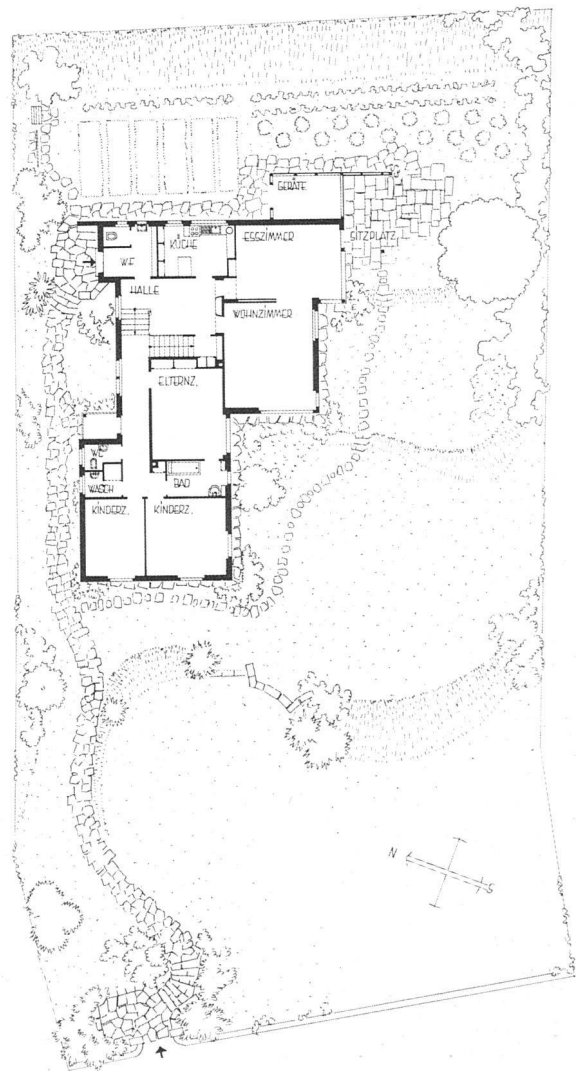 GERÄTE
KÜCHE
ESSZIMMER
SITZPLATZ
W.F.
HALLE
WOHNZIMMER
ELTERNZ.
WC
WASCH
BAD
KINDERZ.
KINDERZ.
N
S